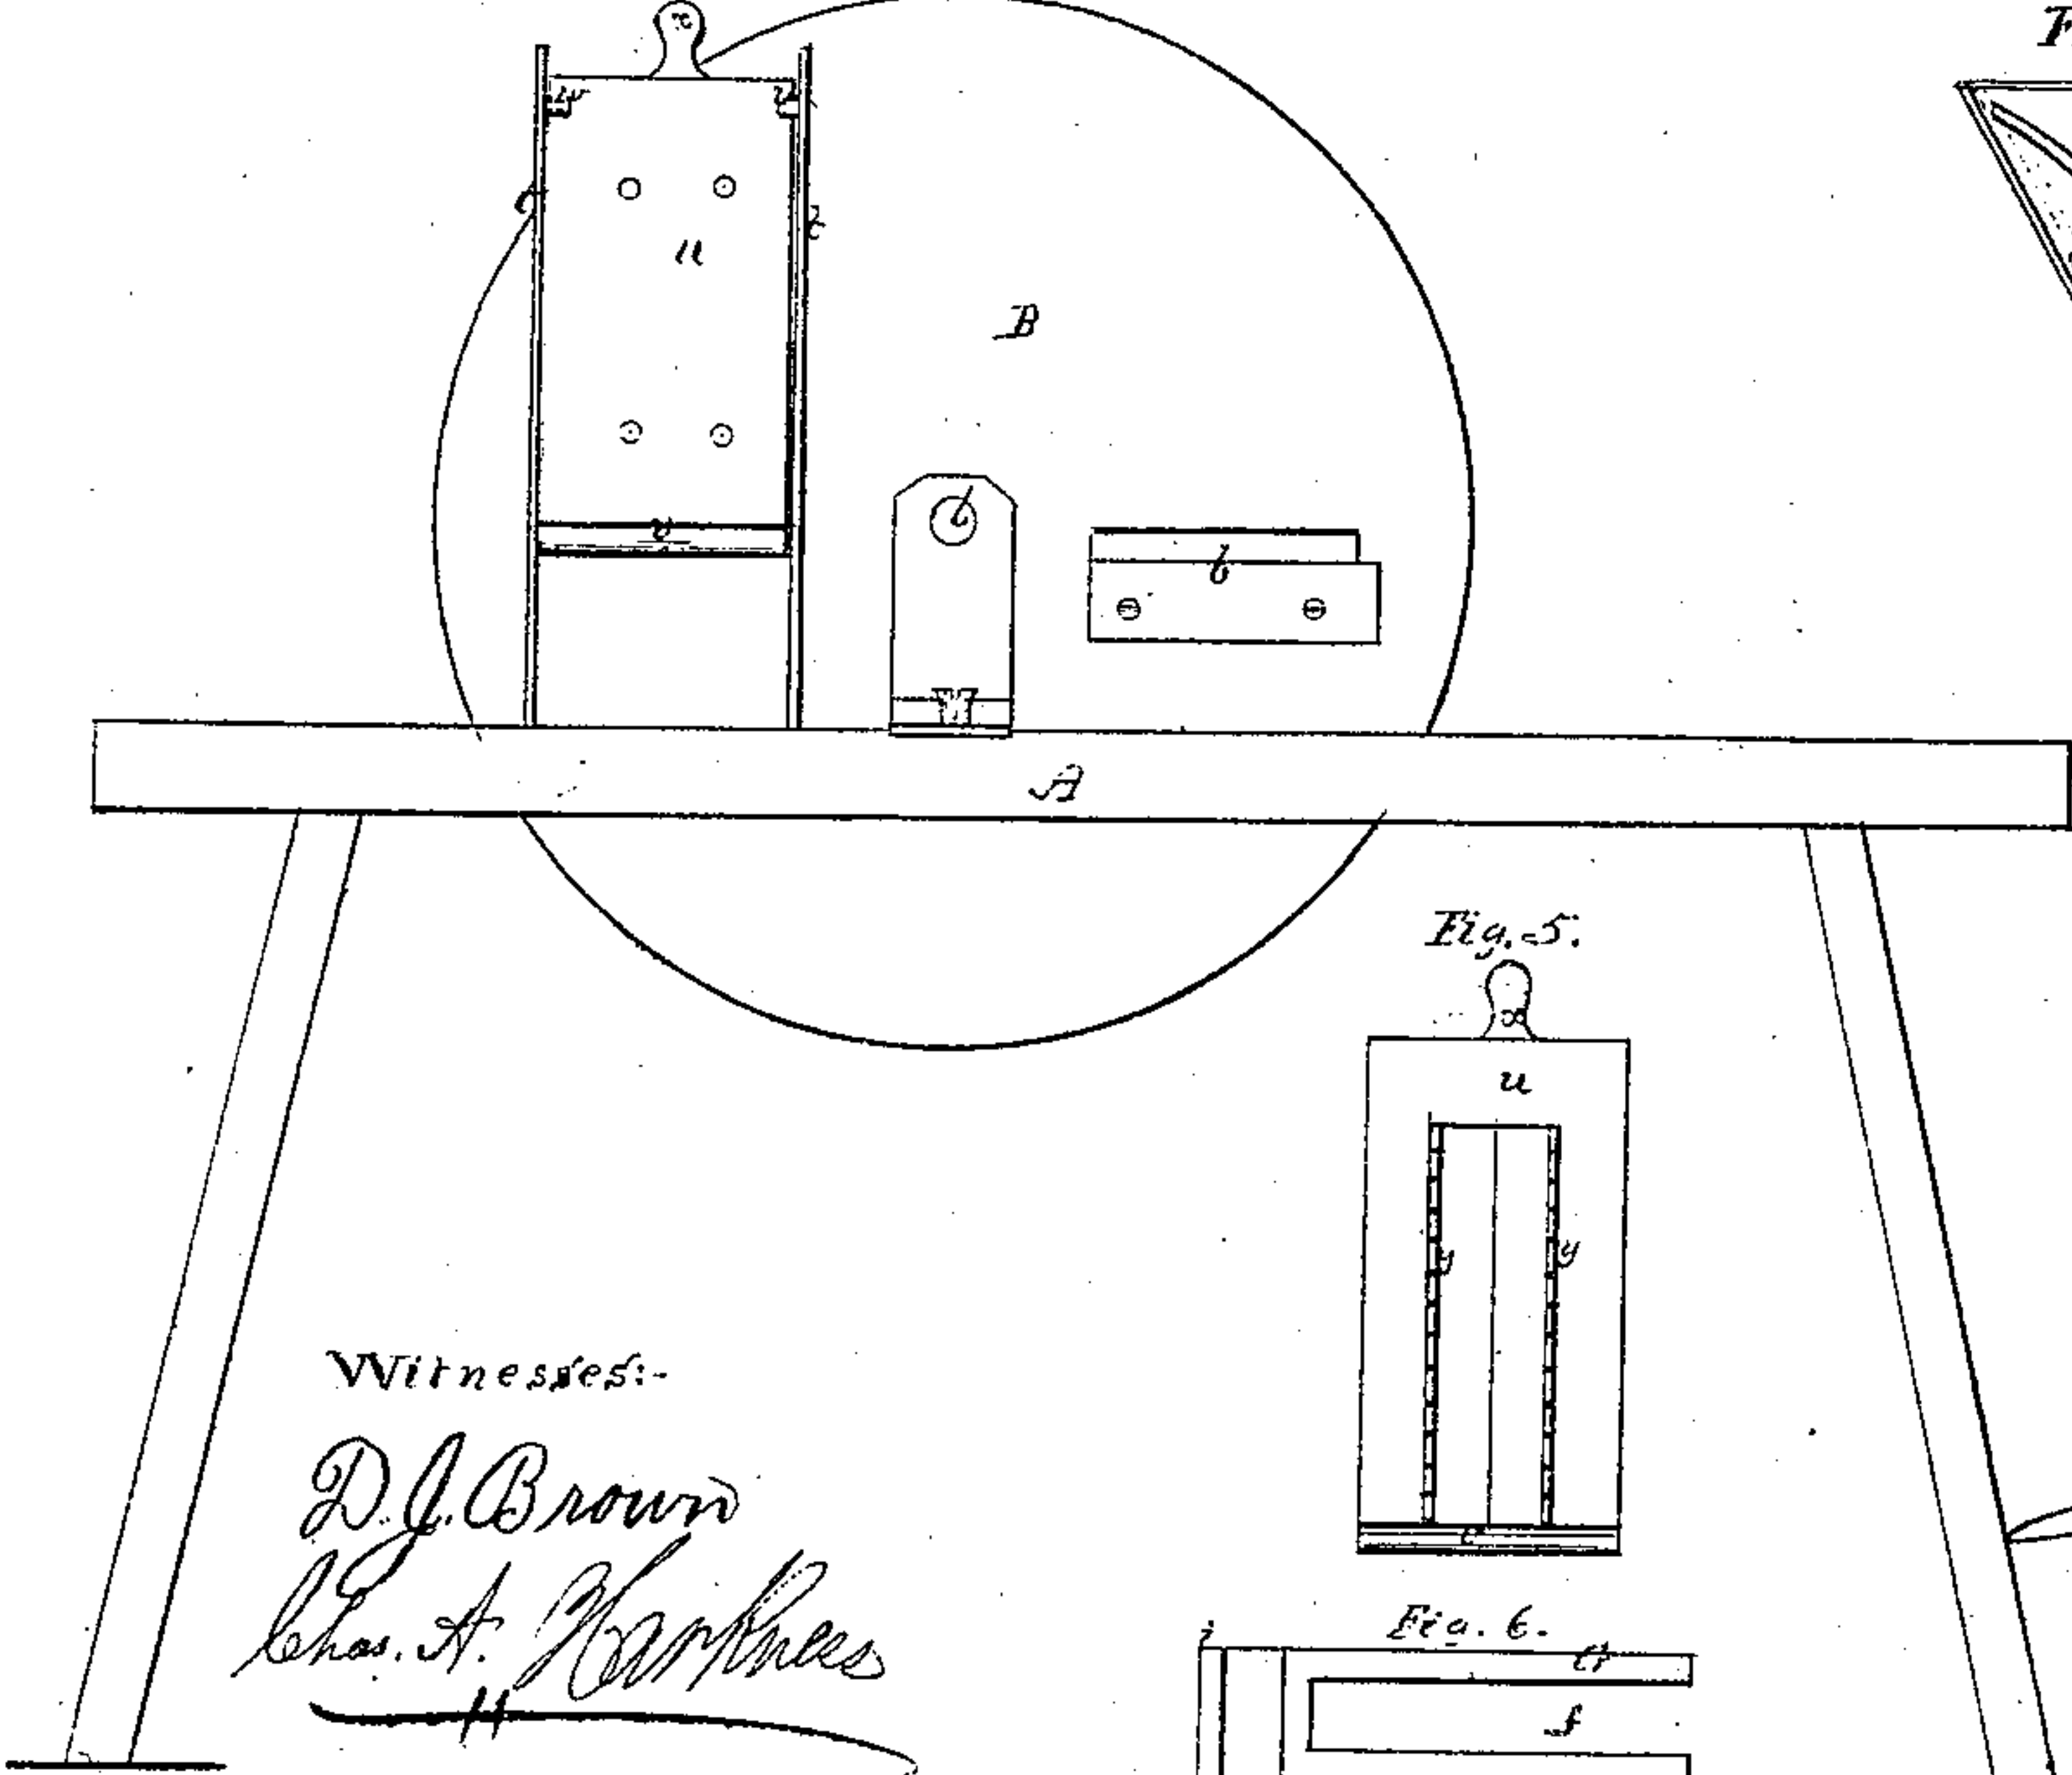 x
w
u
B
b
v
A
Fig. 5.
x
u
y y
Witnesses:-
D. J. Brown
Chas. A. Harkness
Fig. 6.
i
f